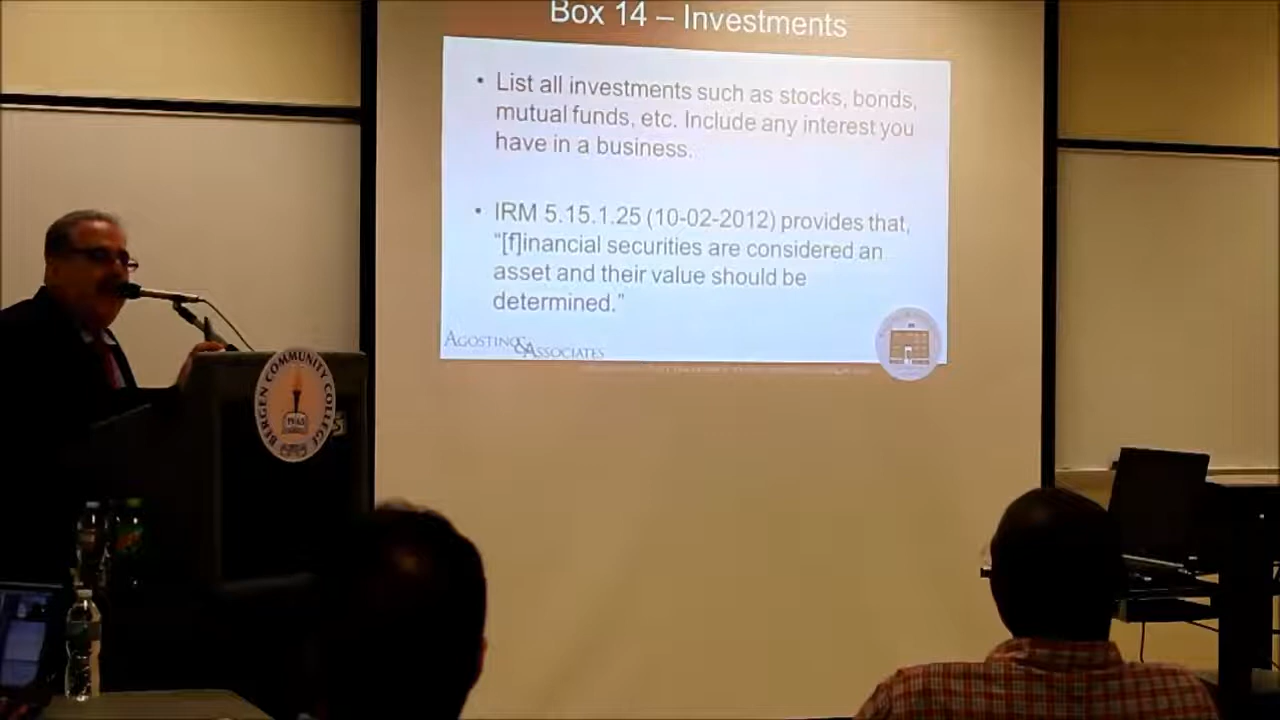 Box 14 – Investments
• List all investments such as stocks, bonds,
mutual funds, etc. Include any interest you
have in a business.
• IRM 5.15.1.25 (10-02-2012) provides that,
“[f]inancial securities are considered an
asset and their value should be
determined.”
AGOSTINO & ASSOCIATES
BERGEN COMMUNITY COLLEGE